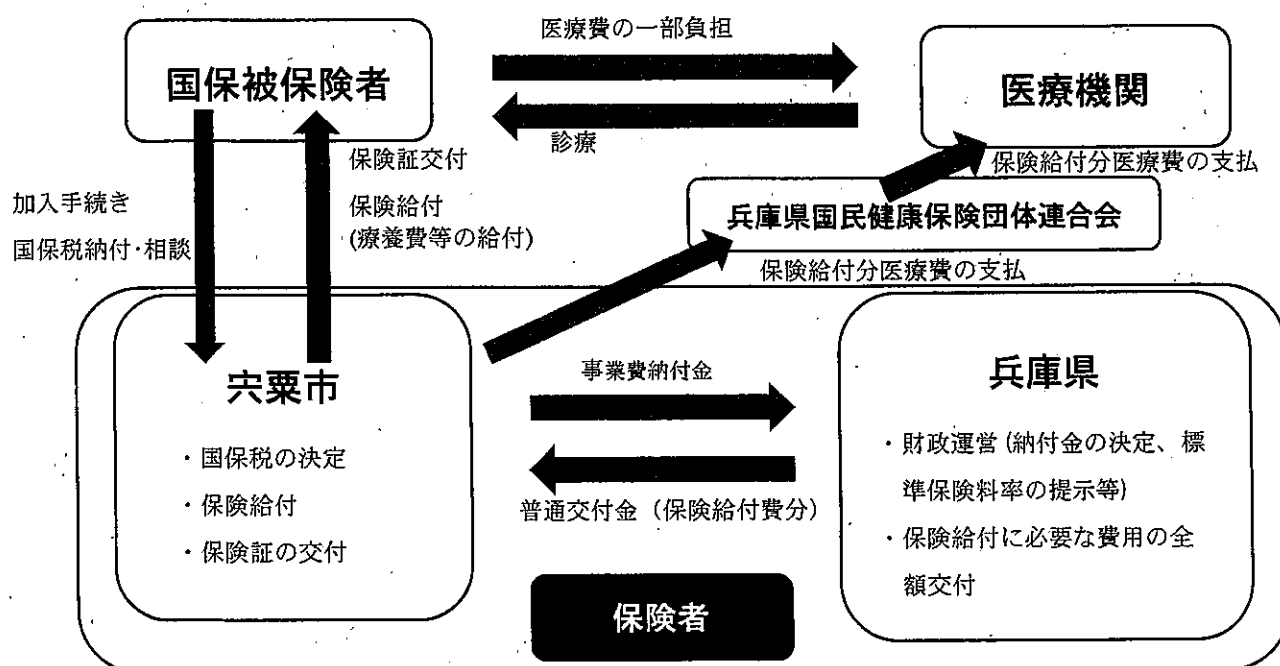 医療費の一部負担
国保被保険者
医療機関
診療
保険証交付
保険給付分医療費の支払
加入手続き
保険給付
(療養費等の給付)
国保税納付・相談
兵庫県国民健康保険団体連合会
保険給付分医療費の支払
宍粟市
・国保税の決定
・保険給付
・保険証の交付
事業費納付金
普通交付金（保険給付費分）
兵庫県
・財政運営(納付金の決定、標
準保険料率の提示等)
・保険給付に必要な費用の全
額交付
保険者